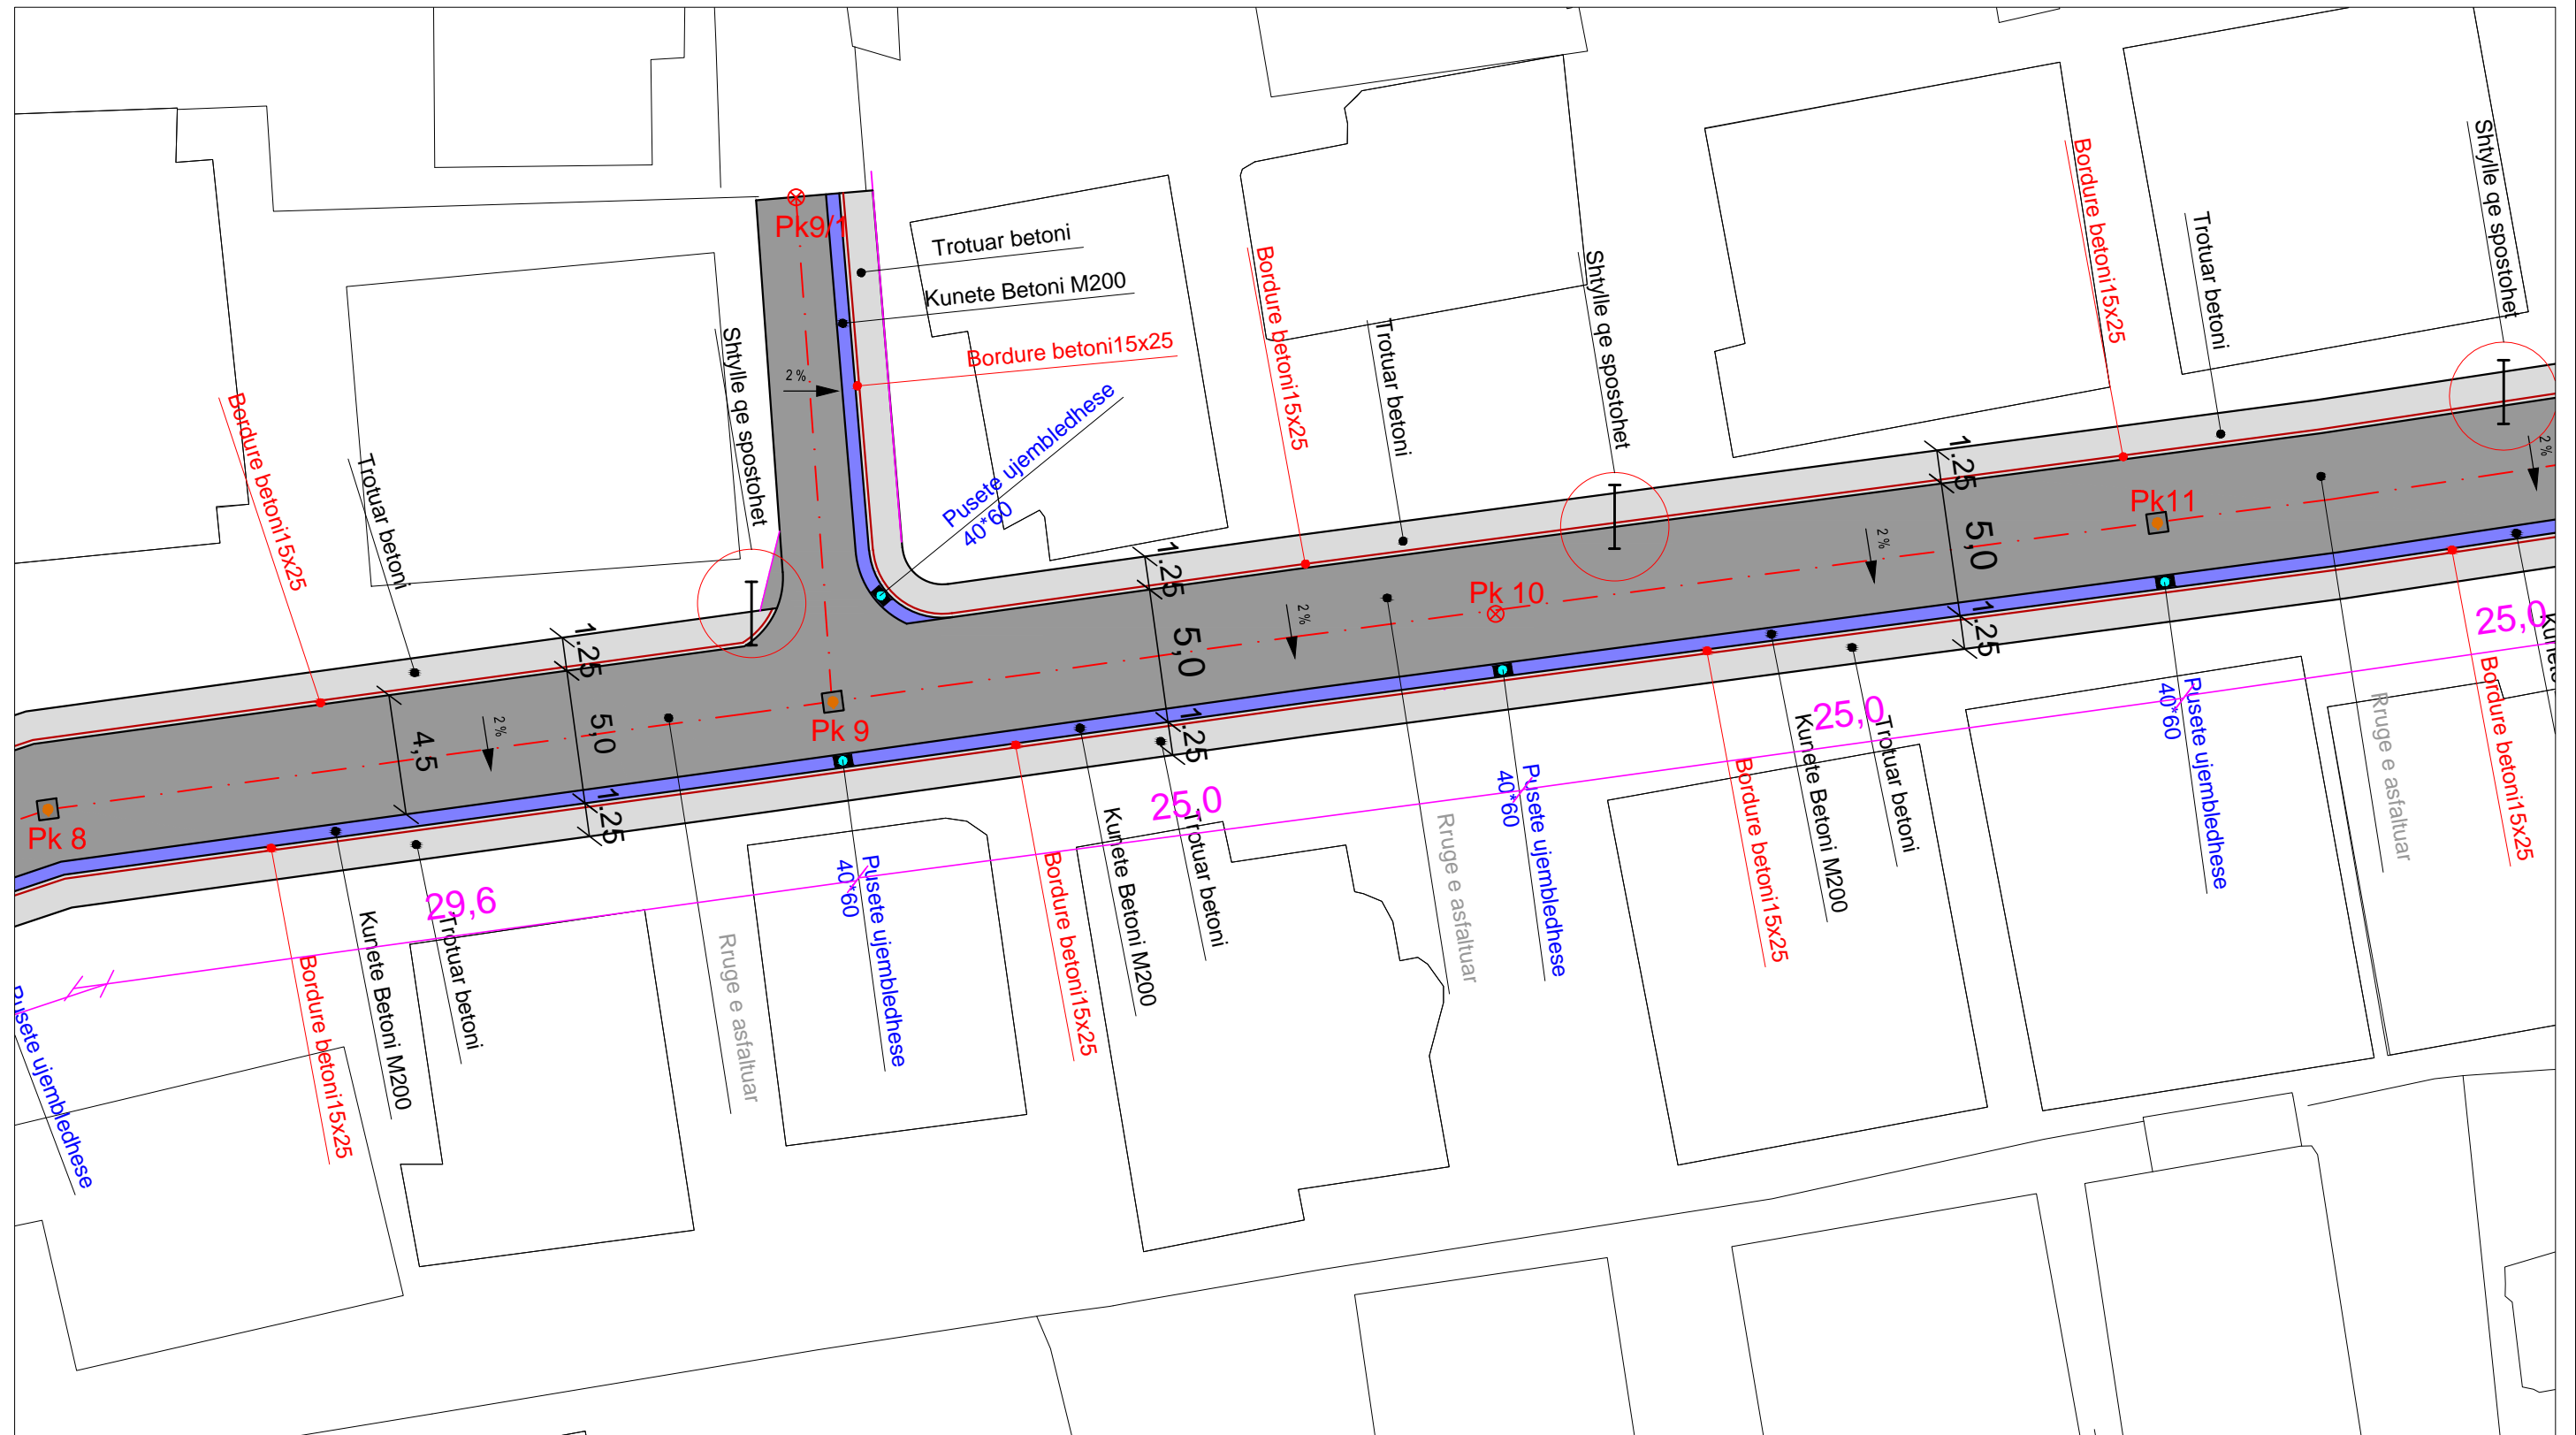 Pk9/1
Trotuar betoni
Kunete Betoni M200
Bordure betoni15x25
Pusete ujembledhese
40*60
2%
Shtylle qe spostohet
Bordure betoni15x25
Trotuar betoni
Bordure betoni15x25
Trotuar betoni
Shtylle qe spostohet
Bordure betoni15x25
Trotuar betoni
Shtylle qe spostohet
1.25
5,0
1.25
4,5
2%
1.25
5,0
1.25
2%
1.25
5,0
1.25
2%
2%
Pk 8
Pk 9
Pk 10
Pk11
29,6
25,0
25,0
25,0
Pusete ujembledhese
Bordure betoni15x25
Kunete Betoni M200
Trotuar betoni
Rruge e asfaltuar
Pusete ujembledhese
40*60
Bordure betoni15x25
Kunete Betoni M200
Trotuar betoni
Rruge e asfaltuar
Pusete ujembledhese
40*60
Bordure betoni15x25
Kunete Betoni M200
Trotuar betoni
Pusete ujembledhese
40*60
Rruge e asfaltuar
Bordure betoni15x25